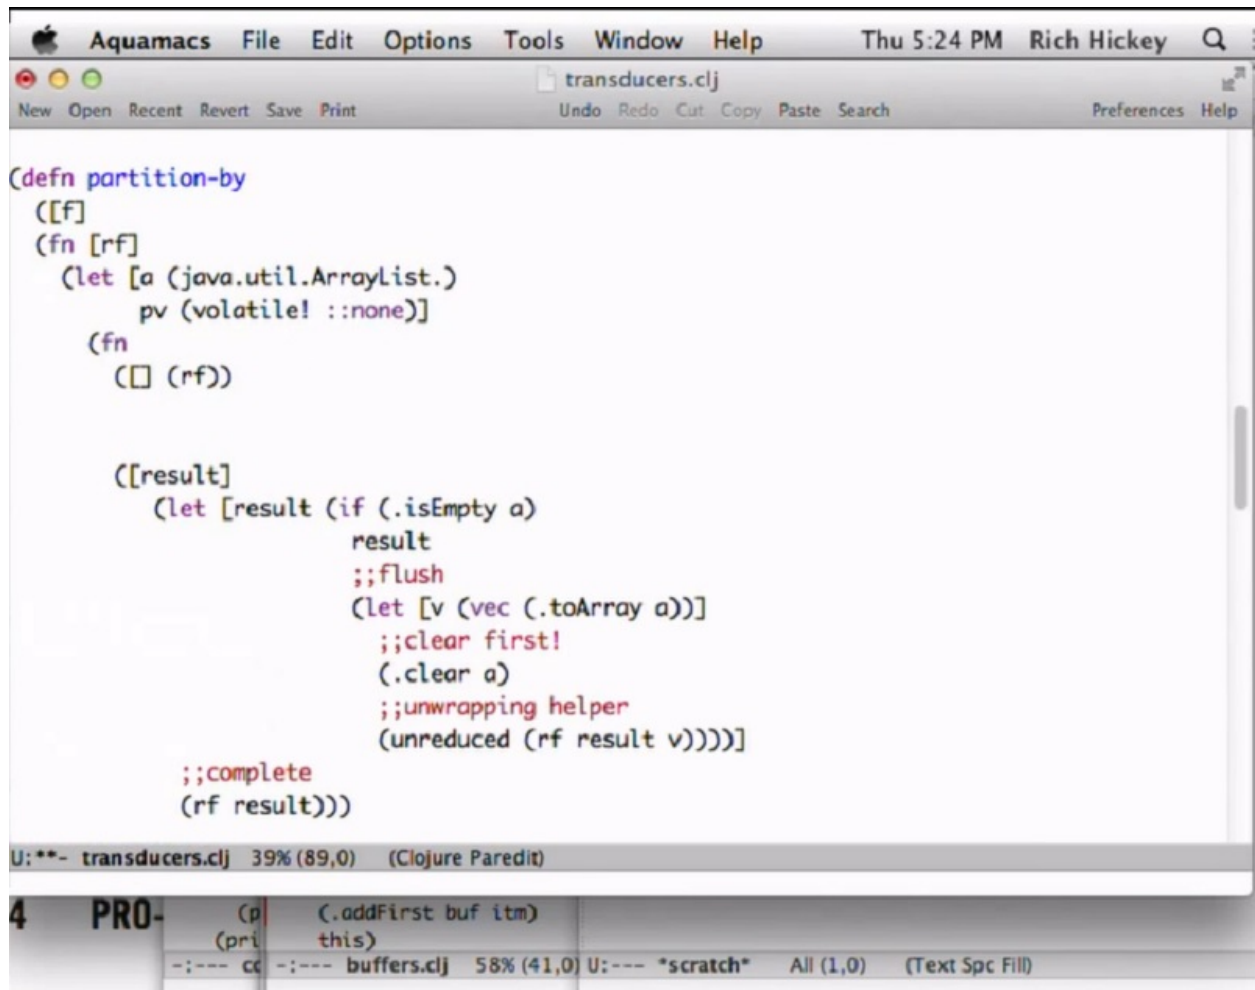 Aquamacs File Edit Options Tools Window Help Thu 5:24 PM Rich Hickey
transducers.clj
New Open Recent Revert Save Print Undo Redo Cut Copy Paste Search Preferences Help
(defn partition-by
  ([f]
  (fn [rf]
    (let [a (java.util.ArrayList.)
          pv (volatile! ::none)]
      (fn
        ([] (rf))
        ([result]
           (let [result (if (.isEmpty a)
                          result
                          ;;flush
                          (let [v (vec (.toArray a))]
                            ;;clear first!
                            (.clear a)
                            ;;unwrapping helper
                            (unreduced (rf result v))))]
             ;;complete
             (rf result)))
U:**- transducers.clj 39% (89,0) (Clojure Paredit)
4 PRO- (p (.addFirst buf itm)
(pri this)
-:--- cc -:--- buffers.clj 58% (41,0) U:--- *scratch* All (1,0) (Text Spc Fill)